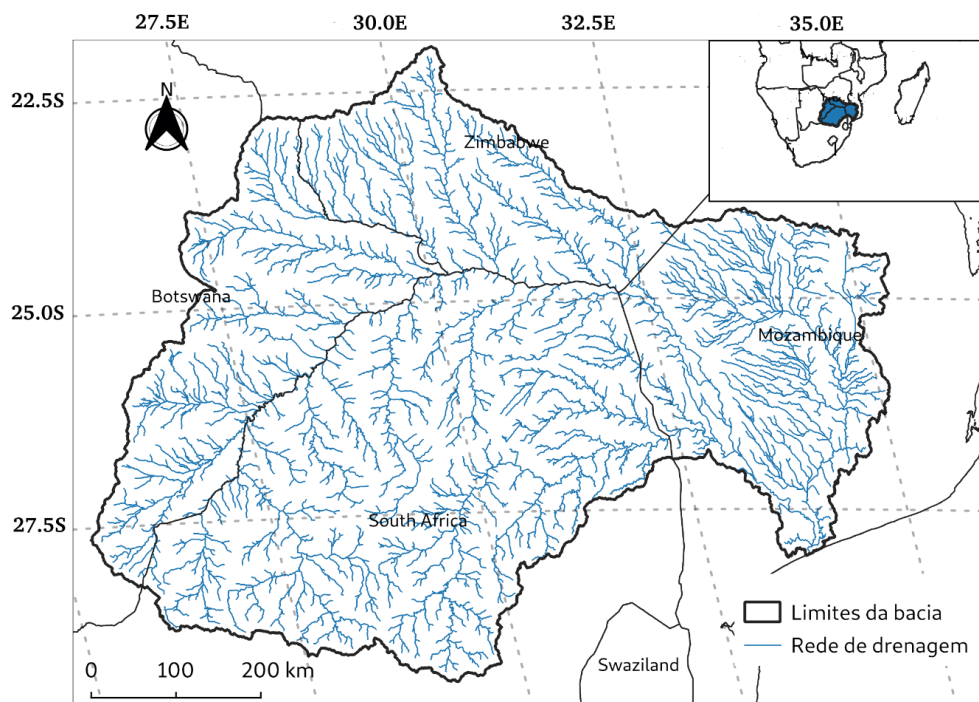 27.5E 30.0E 32.5E 35.0E
22.5S
N
Zimbabwe
25.0S
Botswana
Mozambique
27.5S
South Africa
Limites da bacia
Rede de drenagem
Swaziland
0 100 200 km